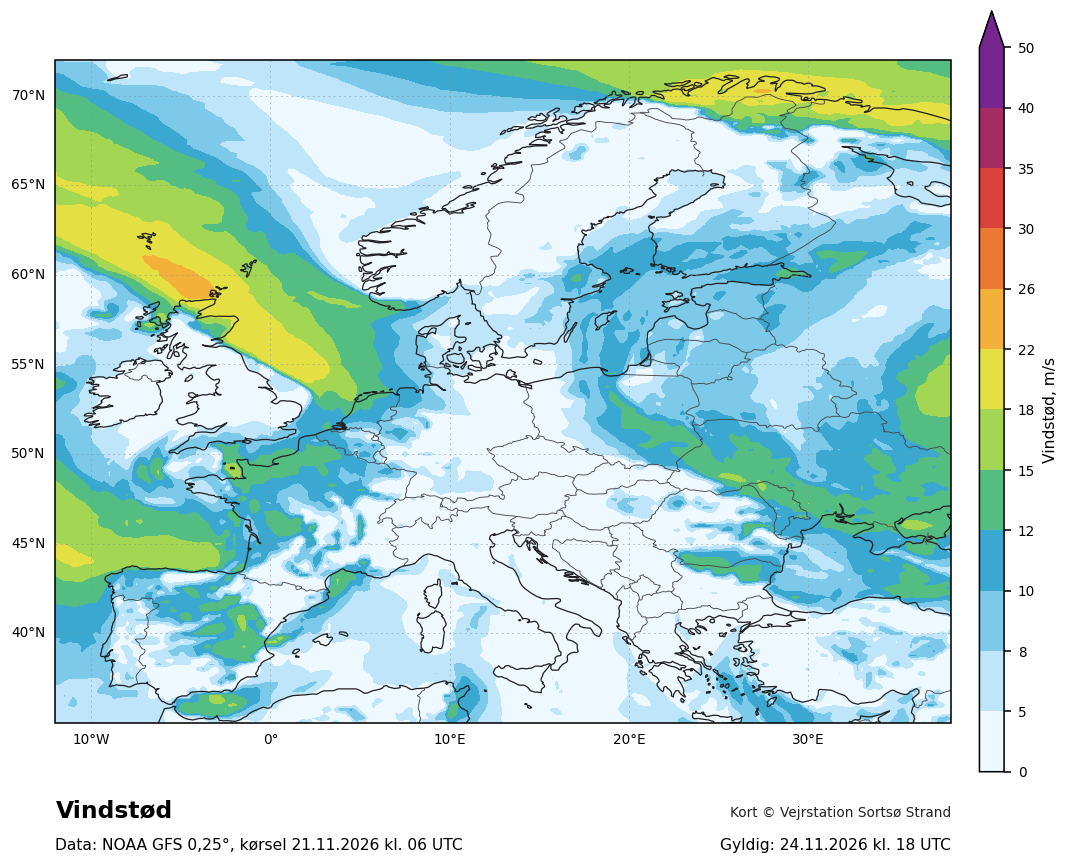 50
40
35
30
26
22
18
15
12
10
8
5
0
Vindstød, m/s
70°N
65°N
60°N
55°N
50°N
45°N
40°N
10°W
0°
10°E
20°E
30°E
Vindstød
Kort © Vejrstation Sortsø Strand
Data: NOAA GFS 0,25°, kørsel 21.11.2026 kl. 06 UTC
Gyldig: 24.11.2026 kl. 18 UTC